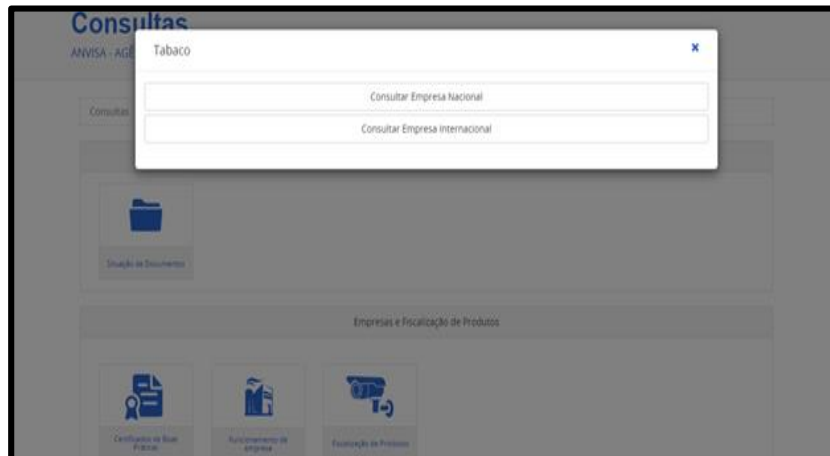 Consultas
ANVISA - AGÊ
Tabaco
x
Consultar Empresa Nacional
Consultar Empresa Internacional
Consultas
Situação de Documentos
Empresas e Fiscalização de Produtos
Certificados de Boas
Práticas
Funcionamento de
empresa
Fiscalização de Produtos